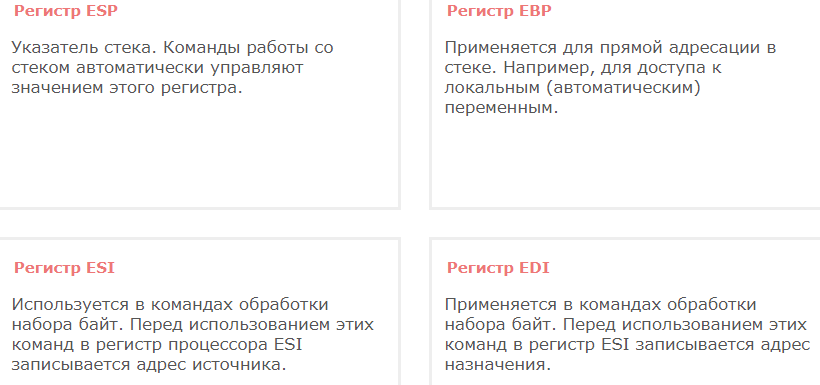 Регистр ESP
Указатель стека. Команды работы со
стеком автоматически управляют
значением этого регистра.
Регистр EBP
Применяется для прямой адресации в
стеке. Например, для доступа к
локальным (автоматическим)
переменным.
Регистр ESI
Используется в командах обработки
набора байт. Перед использованием этих
команд в регистр процессора ESI
записывается адрес источника.
Регистр EDI
Применяется в командах обработки
набора байт. Перед использованием этих
команд в регистр ESI записывается адрес
назначения.